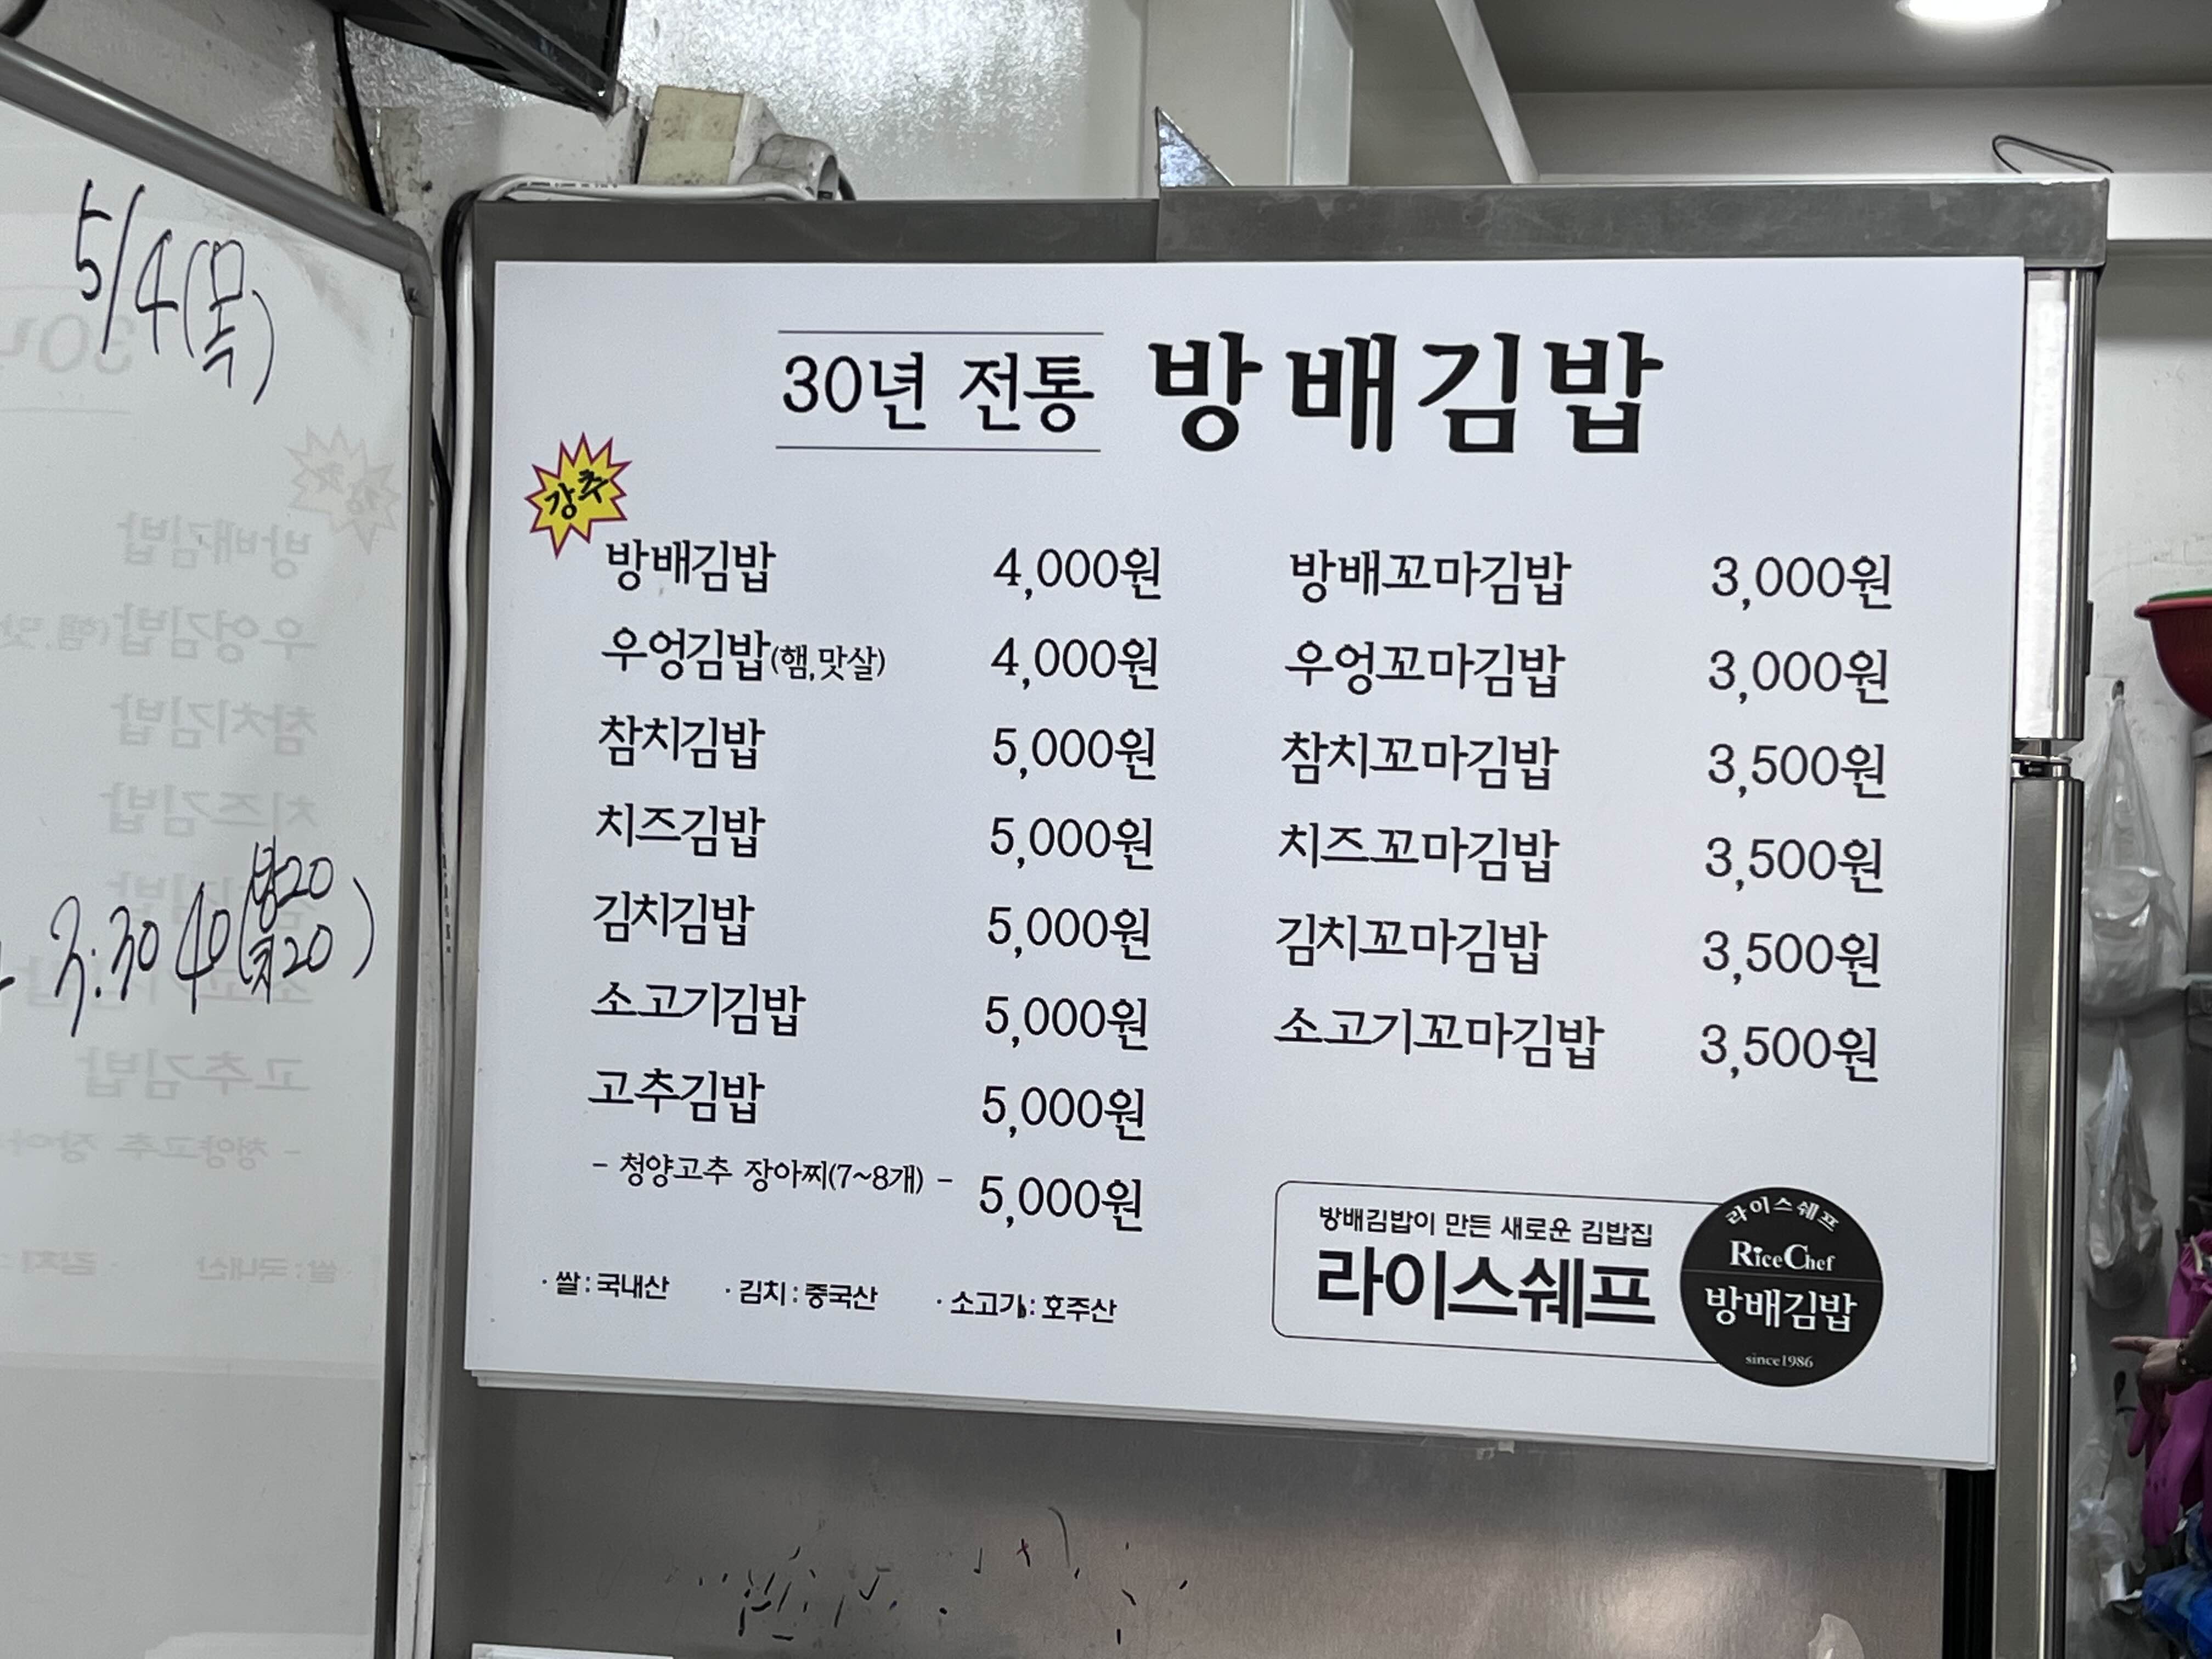 5/4(목)
3:30 40(방20
치20)
30년 전통 방배김밥
강추
방배김밥 4,000원
우엉김밥(햄,맛살) 4,000원
참치김밥 5,000원
치즈김밥 5,000원
김치김밥 5,000원
소고기김밥 5,000원
고추김밥 5,000원
- 청양고추 장아찌(7~8개) - 5,000원
방배꼬마김밥 3,000원
우엉꼬마김밥 3,000원
참치꼬마김밥 3,500원
치즈꼬마김밥 3,500원
김치꼬마김밥 3,500원
소고기꼬마김밥 3,500원
· 쌀 : 국내산 · 김치 : 중국산 · 소고기 : 호주산
방배김밥이 만든 새로운 김밥집
라이스쉐프
라이스쉐프
RiceChef
방배김밥
since1986